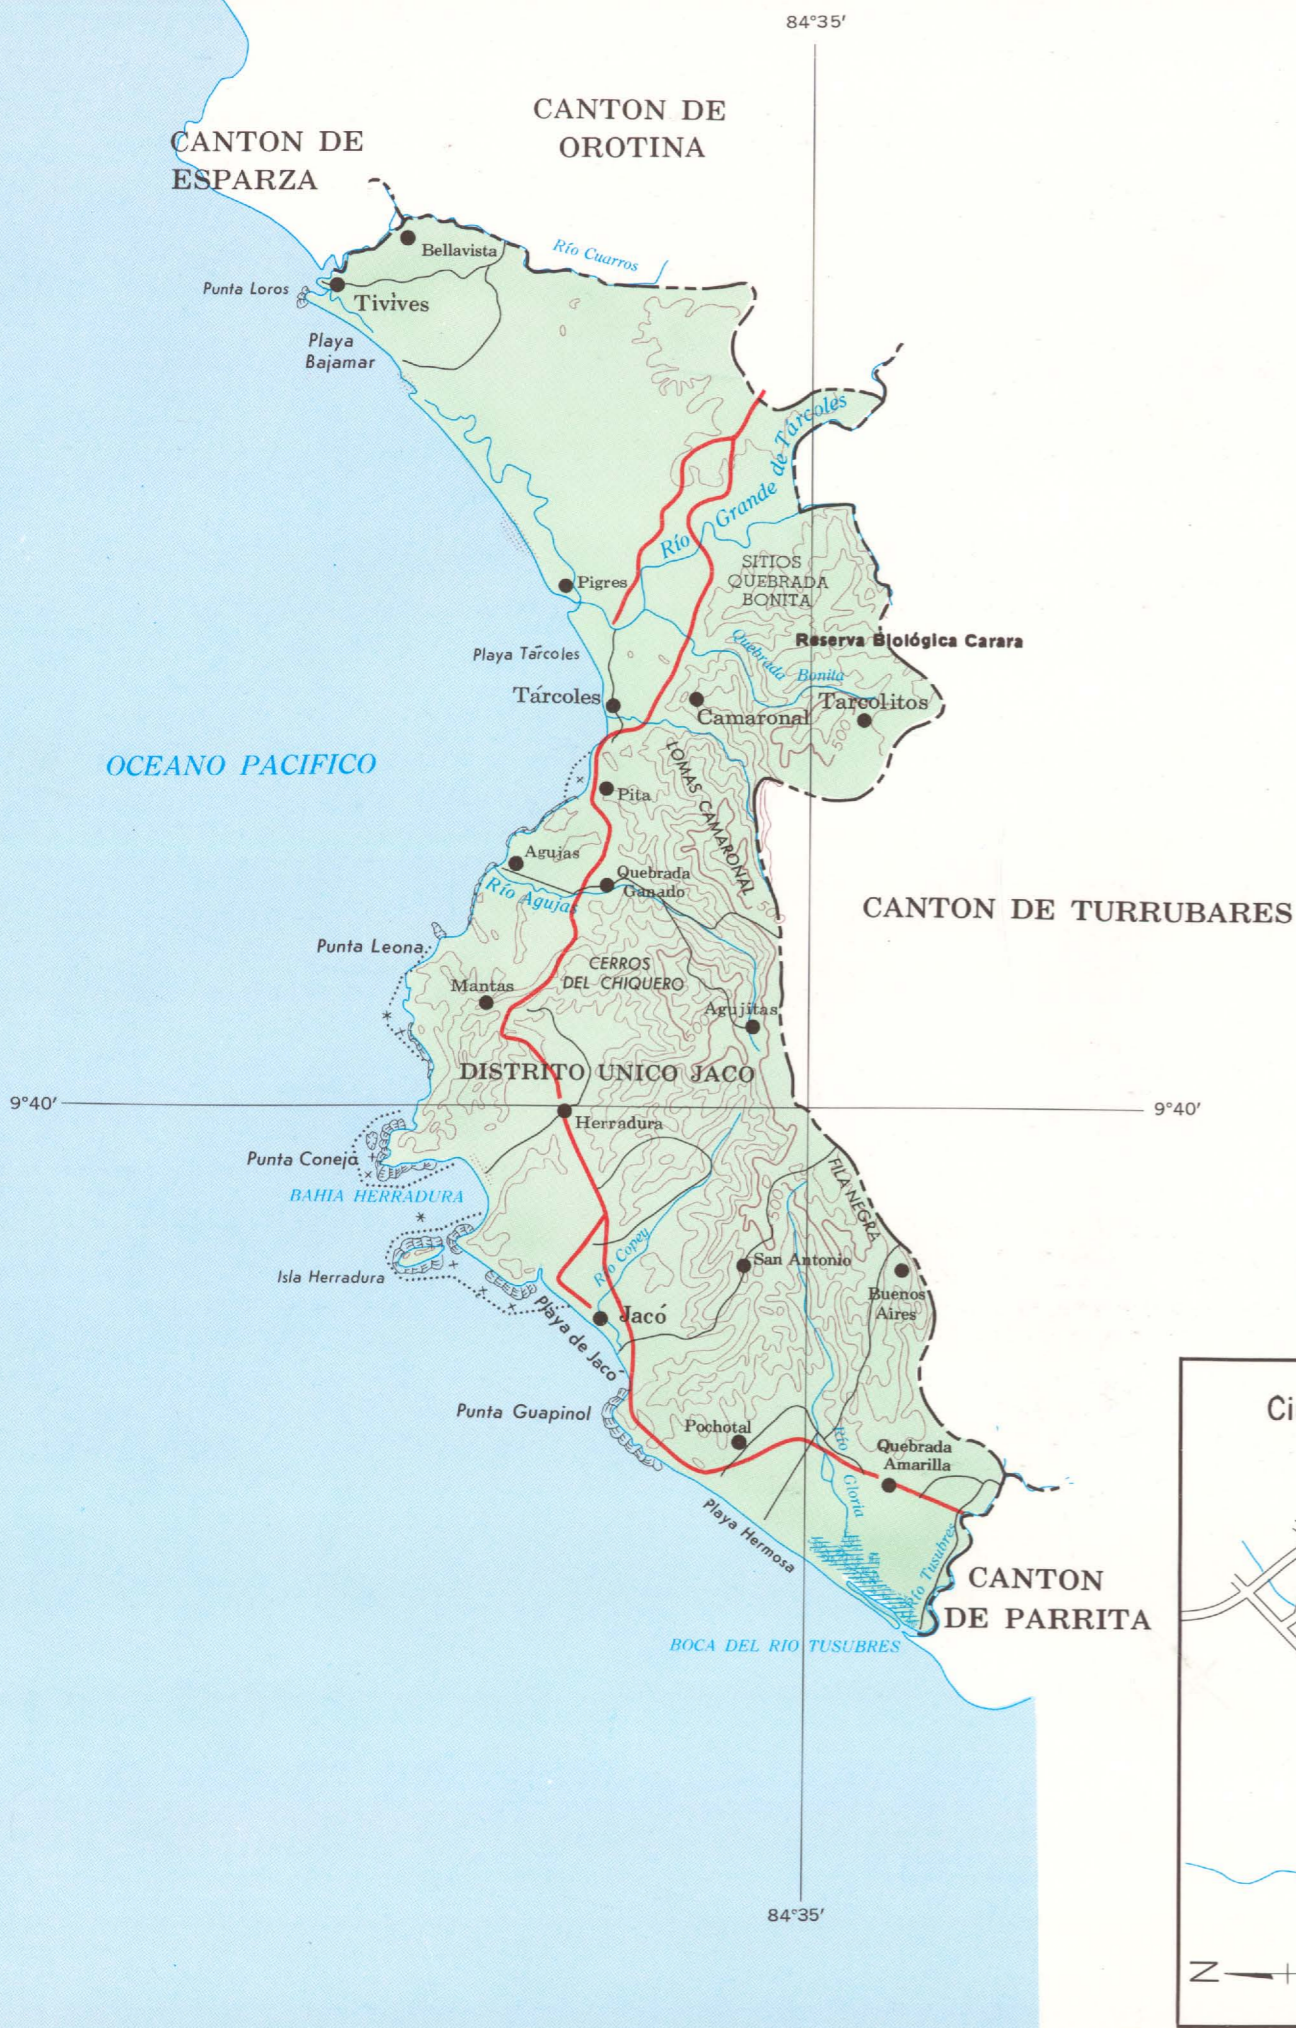 84°35′
CANTON DE
OROTINA
CANTON DE
ESPARZA
Bellavista
Río Cuarros
Punta Loros
Tivives
Playa
Bajamar
Río Grande de Tárcoles
SITIOS
QUEBRADA
BONITA
Pigres
Reserva Biológica Carara
Quebrada Bonita
Playa Tárcoles
Tárcoles
Camaronal
Tarcolitos
500
OCEANO PACIFICO
LOMAS CAMARONAL
Pita
Agujas
Quebrada
Ganado
Río Agujas
500
CANTON DE TURRUBARES
Punta Leona
CERROS
DEL CHIQUERO
Mantas
Agujitas
500
DISTRITO UNICO JACO
9°40′
9°40′
Herradura
Punta Coneja
BAHIA HERRADURA
FILA NEGRA
Isla Herradura
Río Copey
San Antonio
Buenos
Aires
Jacó
Playa de Jacó
Punta Guapinol
Pochotal
Quebrada
Amarilla
Río Gloria
Playa Hermosa
Río Tusubres
CANTON
DE PARRITA
BOCA DEL RIO TUSUBRES
84°35′
Ci
N